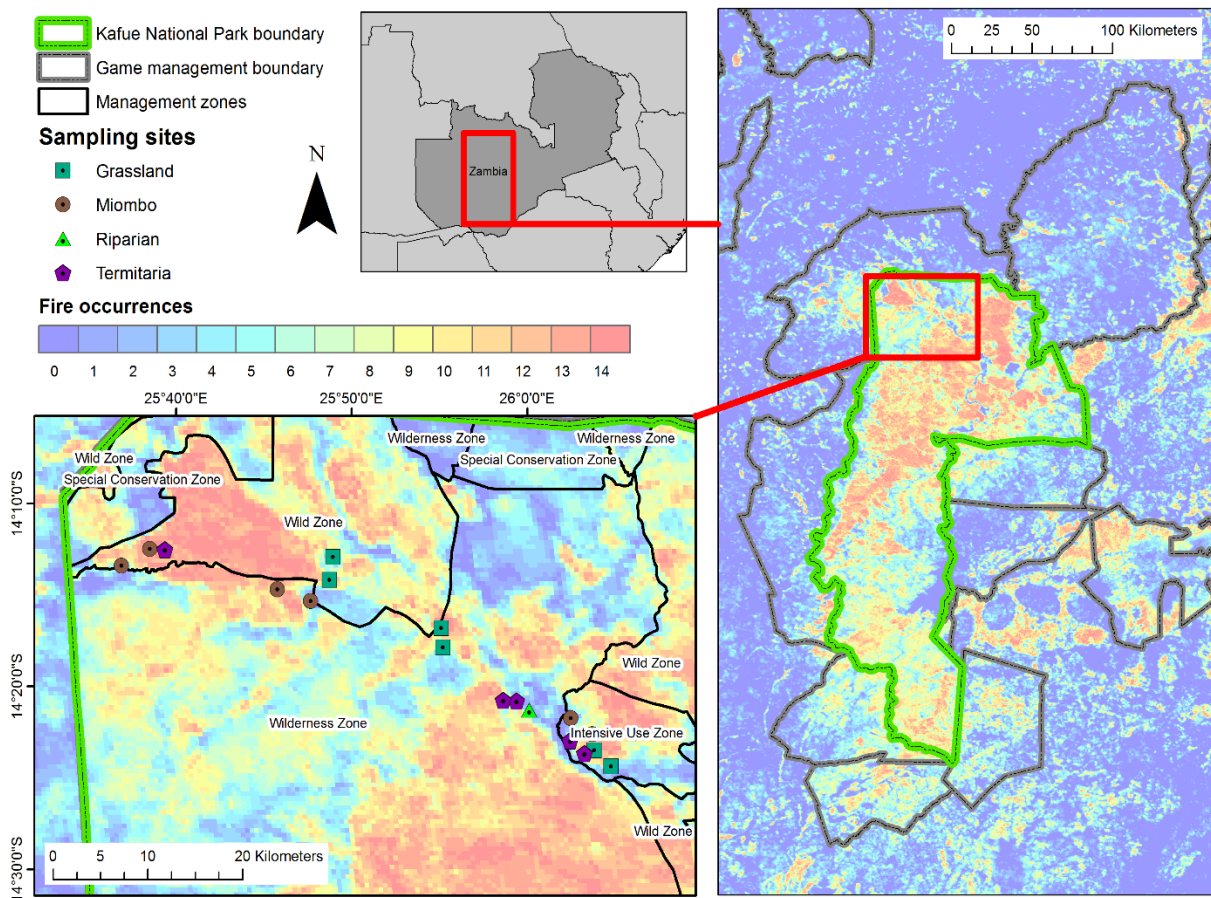 Kafue National Park boundary
Game management boundary
Management zones
Sampling sites
Grassland
Miombo
Riparian
Termitaria
N
Zambia
Fire occurrences
0 1 2 3 4 5 6 7 8 9 10 11 12 13 14
0 25 50 100 Kilometers
25°40'0"E 25°50'0"E 26°0'0"E
14°10'0"S
14°20'0"S
14°30'0"S
Wilderness Zone
Wilderness Zone
Wild Zone
Special Conservation Zone
Special Conservation Zone
Wild Zone
Wild Zone
Wilderness Zone
Intensive Use Zone
Wild Zone
0 5 10 20 Kilometers